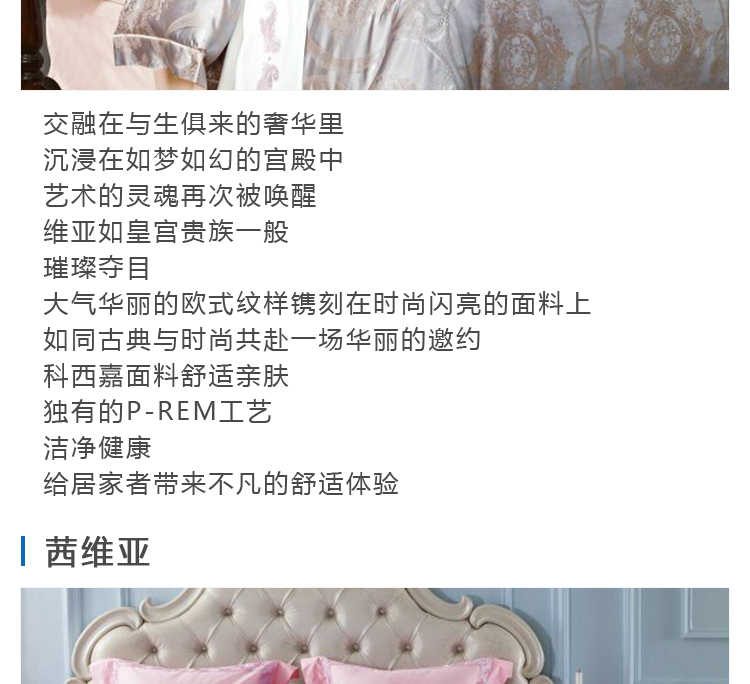 交融在与生俱来的奢华里
沉浸在如梦如幻的宫殿中
艺术的灵魂再次被唤醒
维亚如皇宫贵族一般
璀璨夺目
大气华丽的欧式纹样镌刻在时尚闪亮的面料上
如同古典与时尚共赴一场华丽的邀约
科西嘉面料舒适亲肤
独有的P-REM工艺
洁净健康
给居家者带来不凡的舒适体验
茜维亚